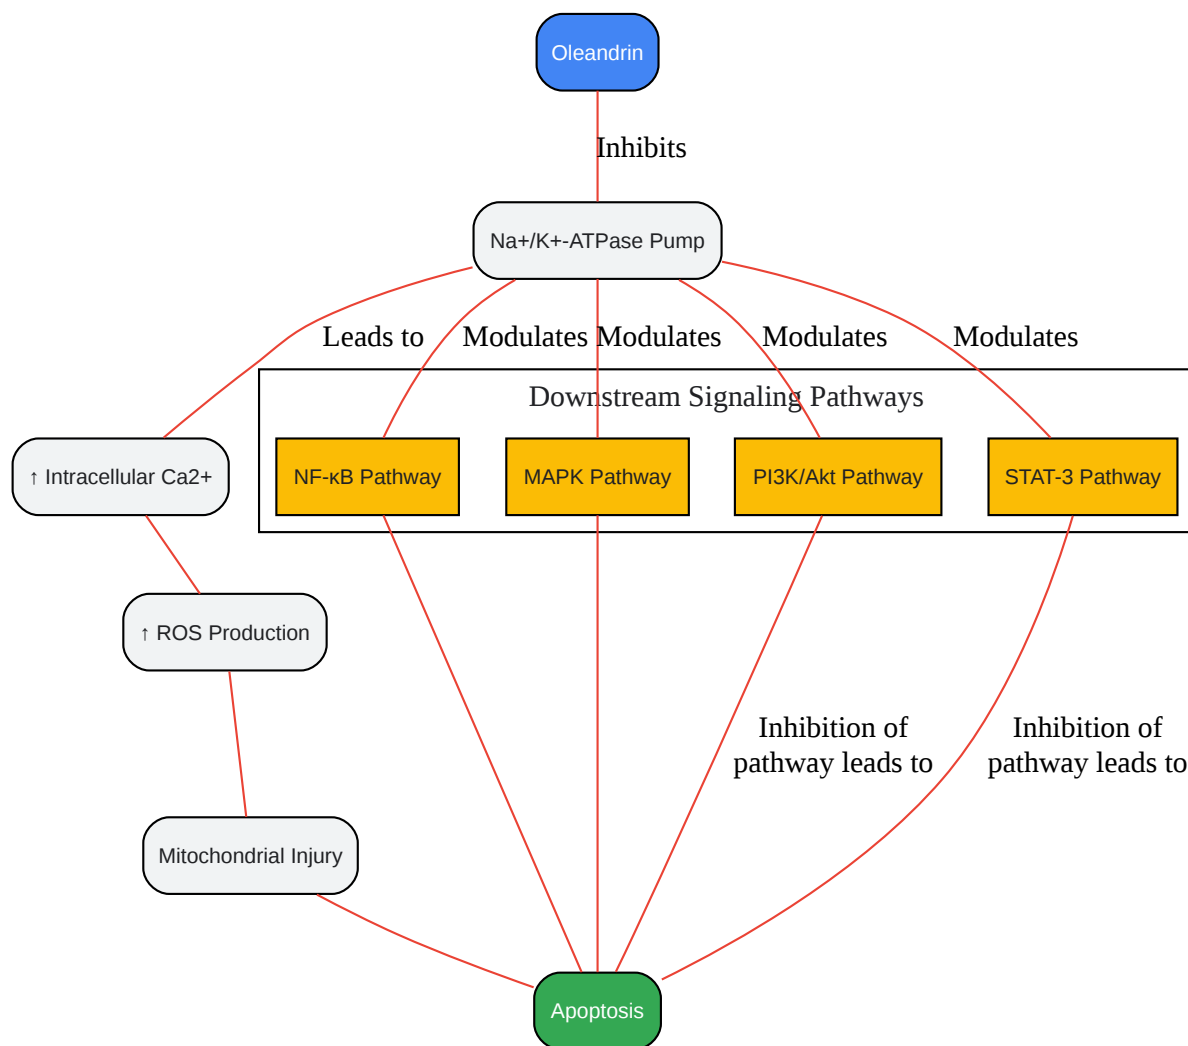 Oleandrin
Inhibits
Na+/K+-ATPase Pump
Leads to
Modulates
Modulates
Modulates
Modulates
Downstream Signaling Pathways
↑ Intracellular Ca2+
NF-κB Pathway
MAPK Pathway
PI3K/Akt Pathway
STAT-3 Pathway
↑ ROS Production
Inhibition of
pathway leads to
Inhibition of
pathway leads to
Mitochondrial Injury
Apoptosis